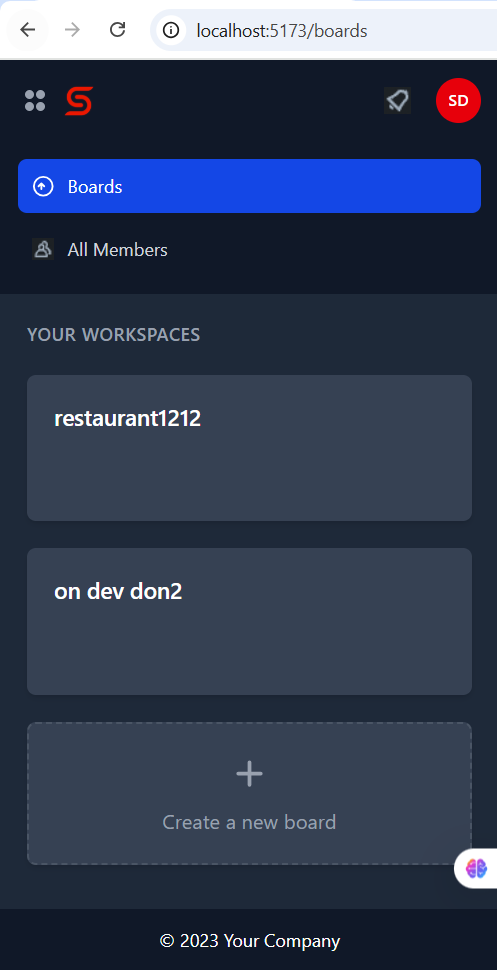 localhost:5173/boards
SD
Boards
All Members
YOUR WORKSPACES
restaurant1212
on dev don2
Create a new board
© 2023 Your Company